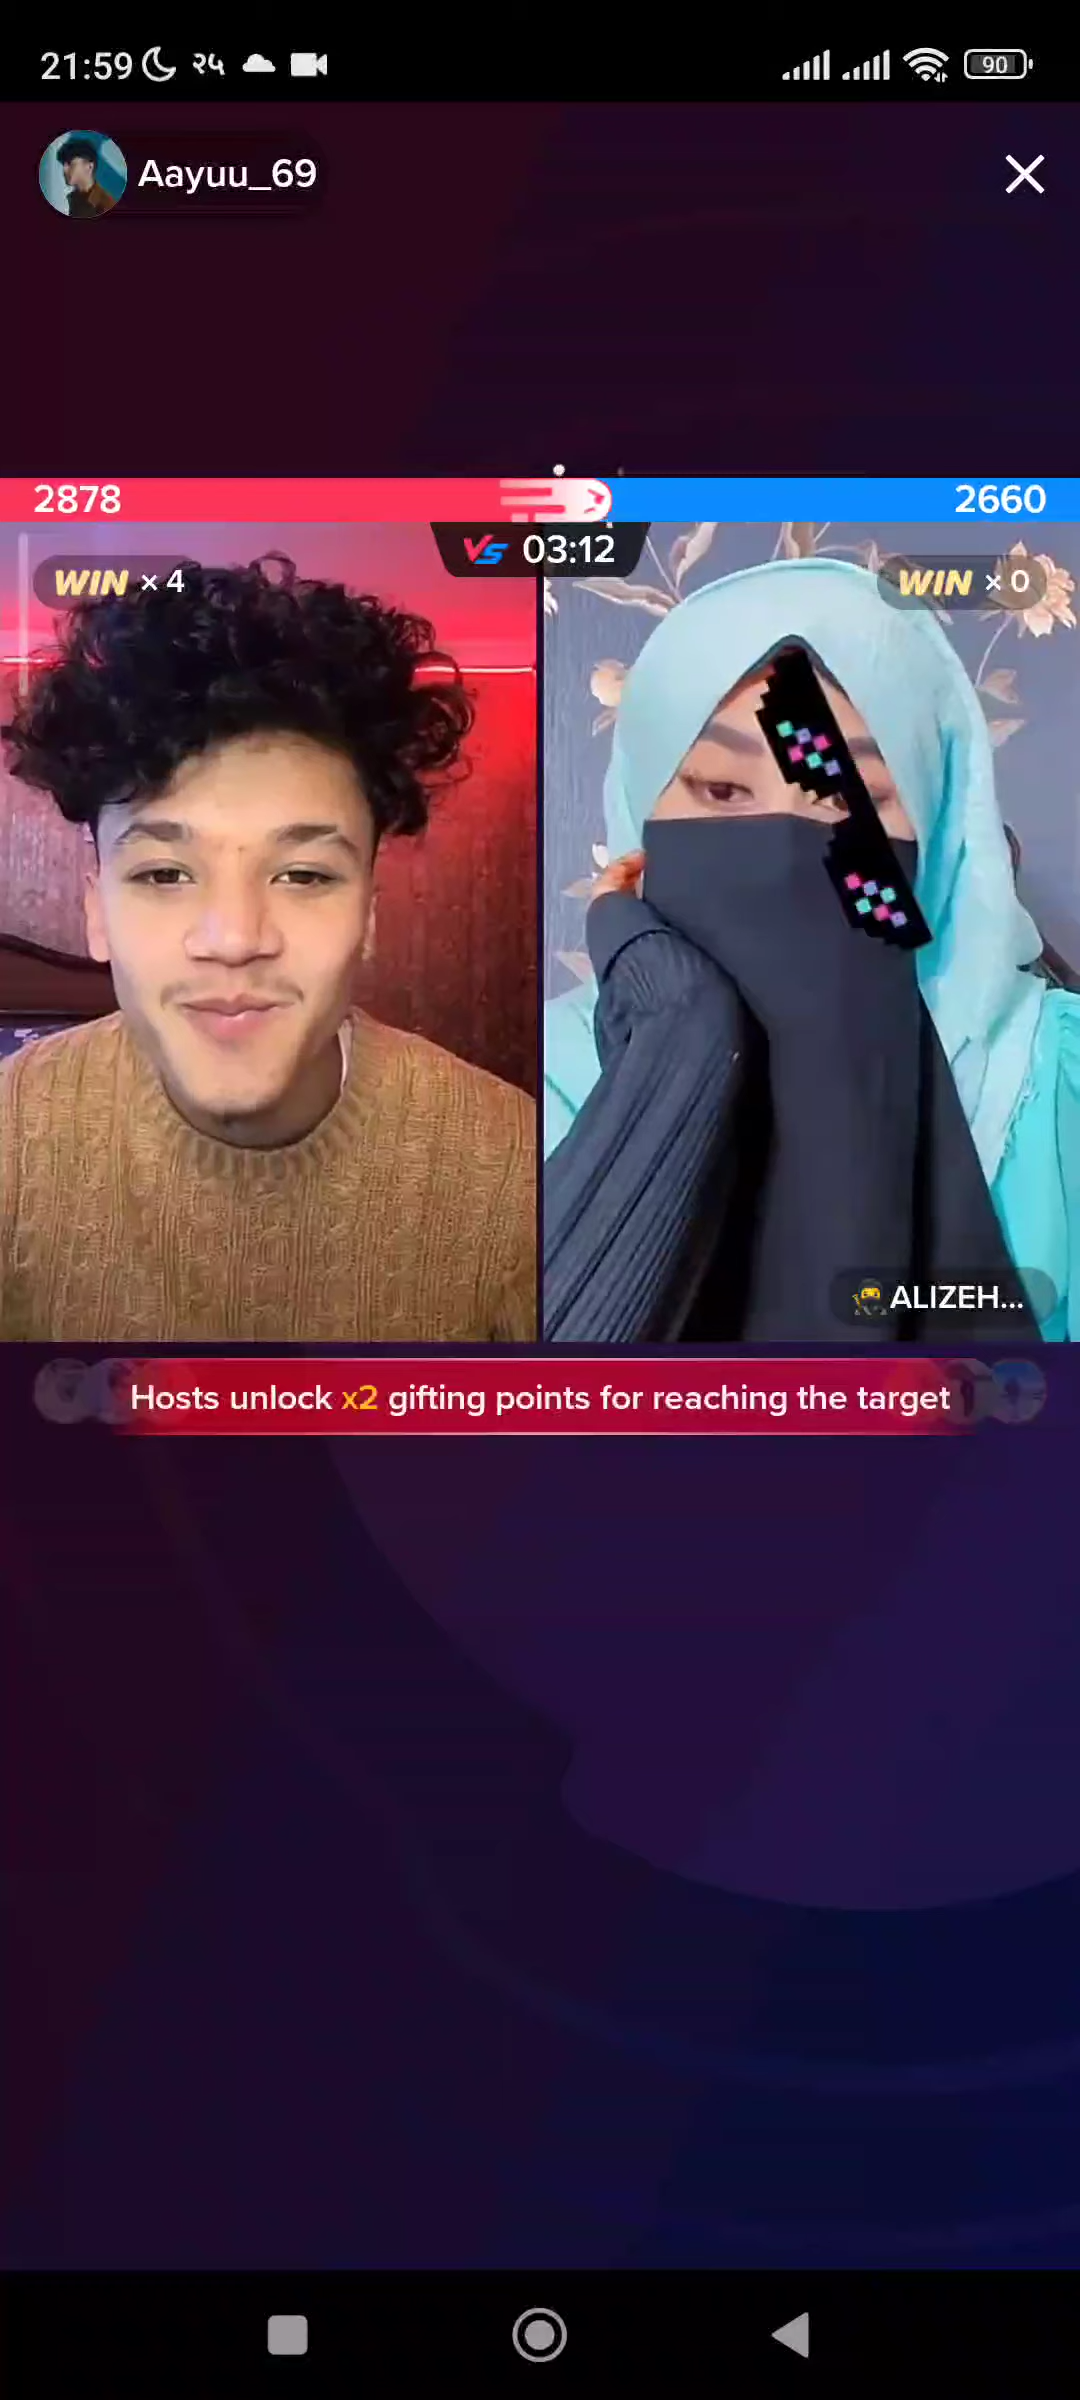 21:59 २५ 90
Aayuu_69
2878 2660
VS 03:12
WIN × 4 WIN × 0
ALIZEH...
Hosts unlock x2 gifting points for reaching the target